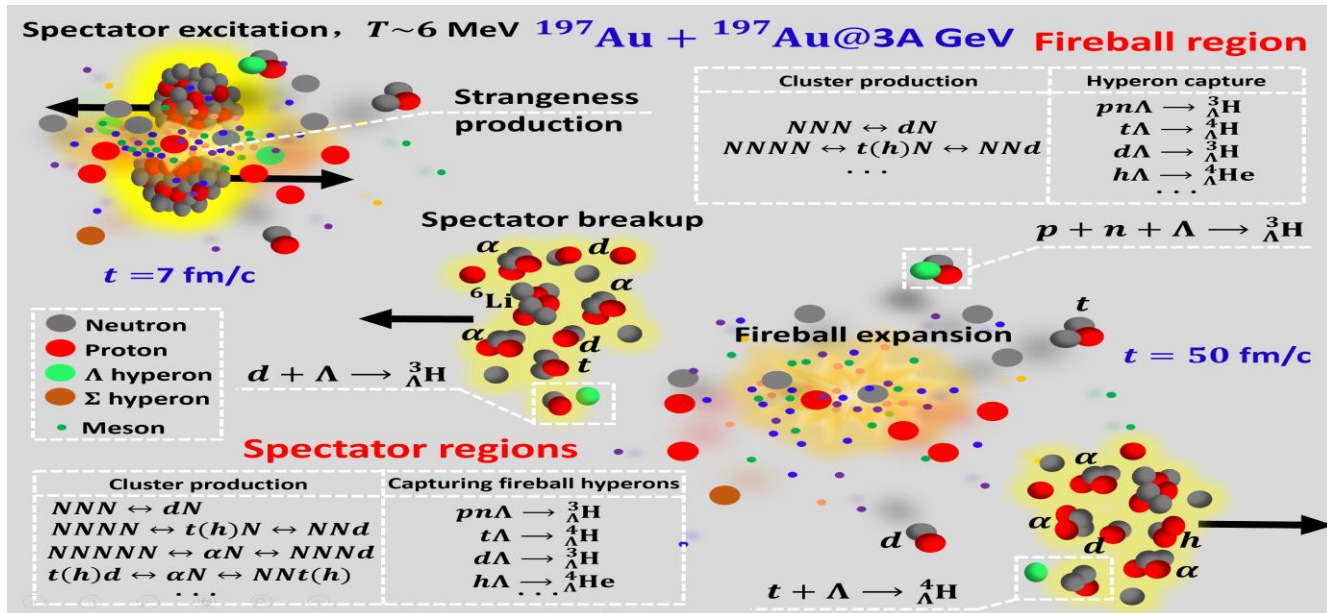 Spectator excitation, T~6 MeV
¹⁹⁷Au + ¹⁹⁷Au@3A GeV
Fireball region
Cluster production
NNN ↔ dN
NNNN ↔ t(h)N ↔ NNd
...
Hyperon capture
pnΛ → ³ΛH
tΛ → ⁴ΛH
dΛ → ³ΛH
hΛ → ⁴ΛHe
...
Strangeness
production
t =7 fm/c
Spectator breakup
α
d
⁶Li
α
α
d
t
d + Λ → ³ΛH
Neutron
Proton
Λ hyperon
Σ hyperon
Meson
p + n + Λ → ³ΛH
t
Fireball expansion
t = 50 fm/c
d
α
α
d
h
α
t + Λ → ⁴ΛH
Spectator regions
Cluster production
NNN ↔ dN
NNNN ↔ t(h)N ↔ NNd
NNNNN ↔ αN ↔ NNNd
t(h)d ↔ αN ↔ NNt(h)
...
Capturing fireball hyperons
pnΛ → ³ΛH
tΛ → ⁴ΛH
dΛ → ³ΛH
hΛ → ⁴ΛHe
...